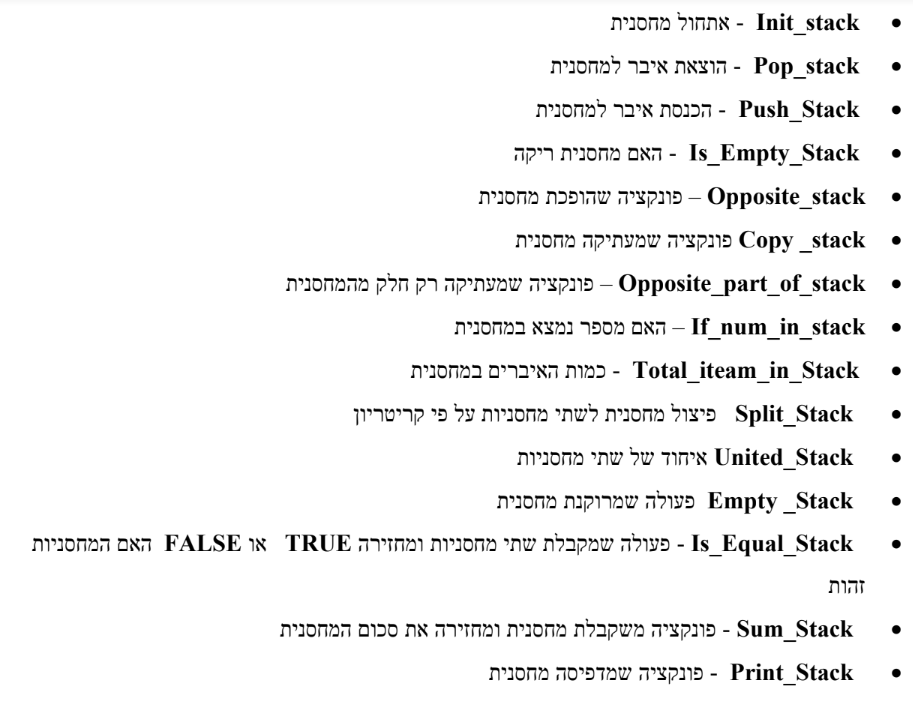 • Init_stack - אתחול מחסנית
• Pop_stack - הוצאת איבר למחסנית
• Push_Stack - הכנסת איבר למחסנית
• Is_Empty_Stack - האם מחסנית ריקה
• Opposite_stack – פונקציה שהופכת מחסנית
• Copy _stack פונקציה שמעתיקה מחסנית
• Opposite_part_of_stack – פונקציה שמעתיקה רק חלק מהמחסנית
• If_num_in_stack – האם מספר נמצא במחסנית
• Total_iteam_in_Stack - כמות האיברים במחסנית
• Split_Stack פיצול מחסנית לשתי מחסניות על פי קריטריון
• United_Stack איחוד של שתי מחסניות
• Empty _Stack פעולה שמרוקנת מחסנית
• Is_Equal_Stack - פעולה שמקבלת שתי מחסניות ומחזירה TRUE או FALSE האם המחסניות
זהות
• Sum_Stack - פונקציה משקבלת מחסנית ומחזירה את סכום המחסנית
• Print_Stack - פונקציה שמדפיסה מחסנית